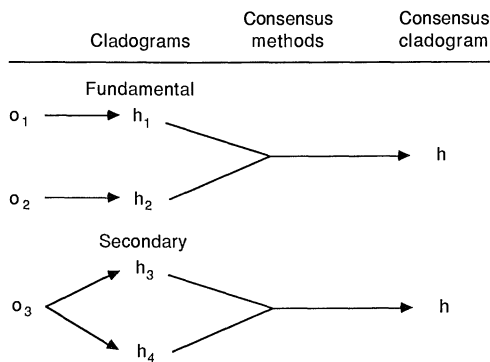 Cladograms Consensus methods Consensus cladogram
Fundamental
o1 h1
h
o2 h2
Secondary
h3
o3 h
h4